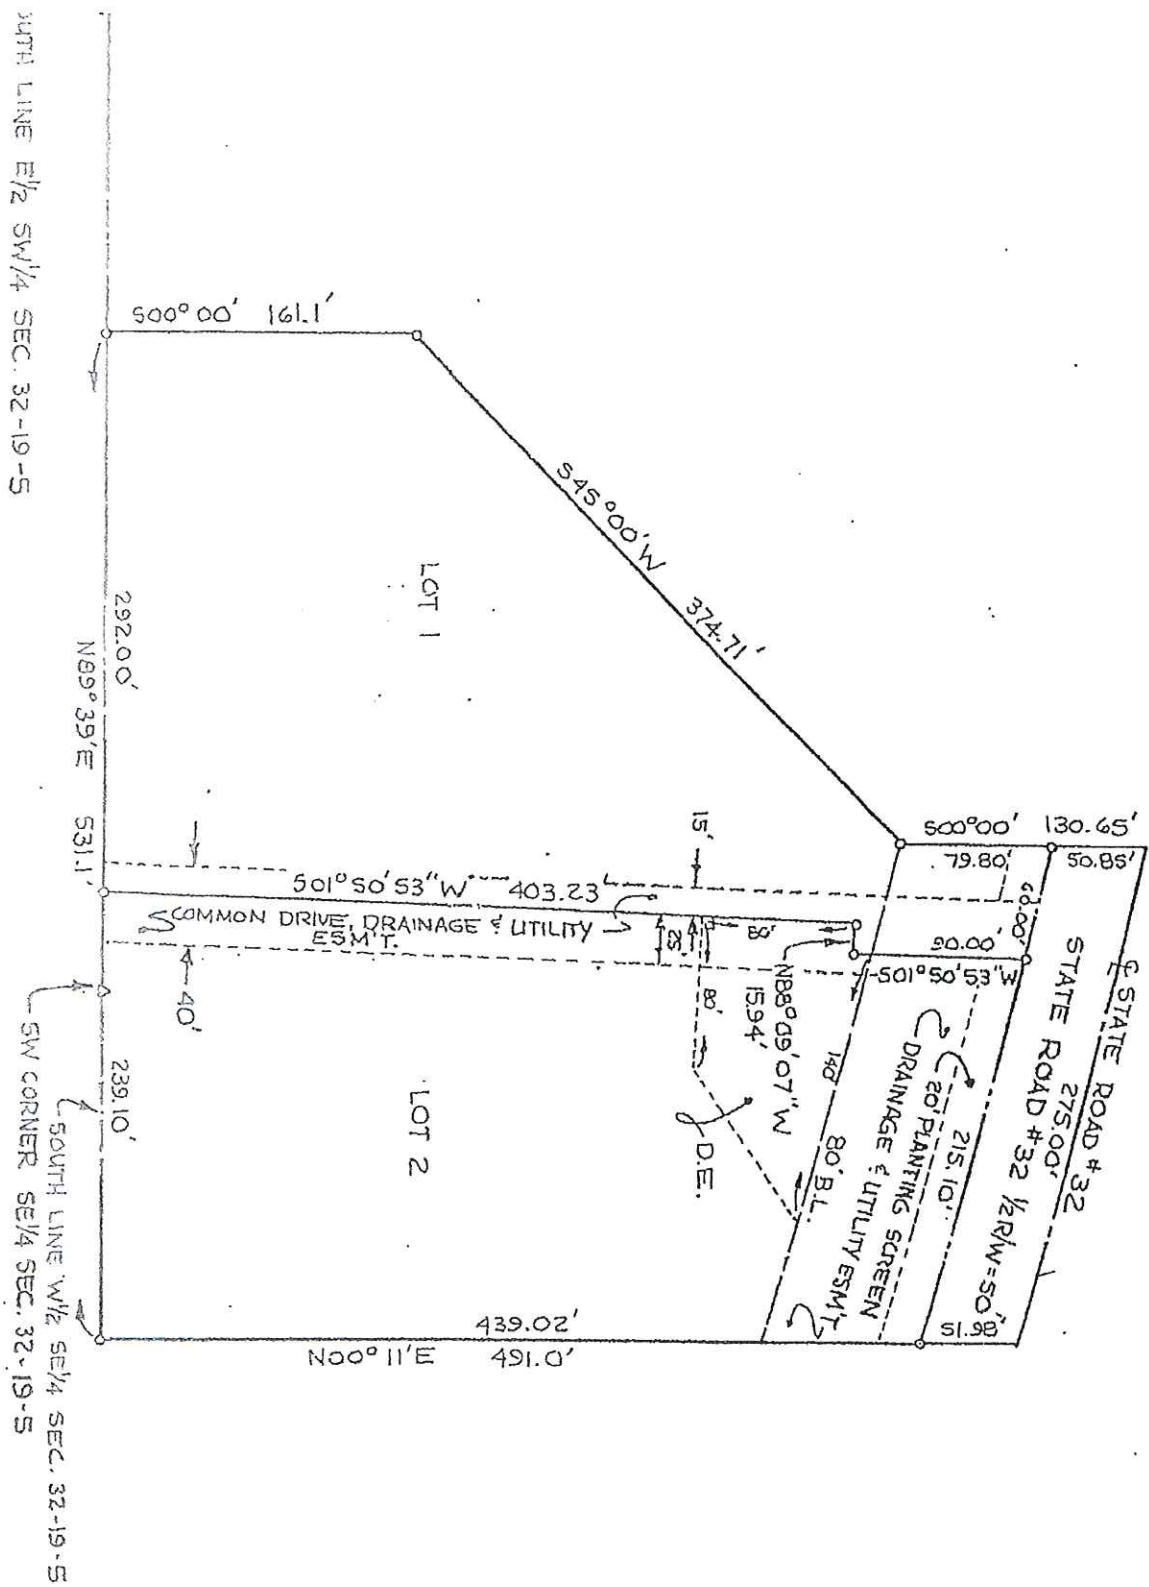 ℄ STATE ROAD #32
275.00'
STATE ROAD #32 ½R/W=50'
S00°00' 130.65'
79.80'
50.85'
60.00'
90.00'
S01°50'53"W
215.10'
20' PLANTING SCREEN
DRAINAGE & UTILITY ESM'T.
51.98'
140'
80' B.L.
N88°09'07"W
15.94'
80'
80'
25'
15'
D.E.
S45°00'W 374.71'
S00°00' 161.1'
S01°50'53"W 403.23'
COMMON DRIVE, DRAINAGE & UTILITY
ESM'T.
40'
LOT 1
LOT 2
439.02'
N00°11'E 491.0'
292.00'
N89°39'E 531.1'
239.10'
UTH LINE E1/2 SW1/4 SEC. 32-19-5
SOUTH LINE W1/2 SE1/4 SEC. 32-19-5
SW CORNER SE1/4 SEC. 32-19-5